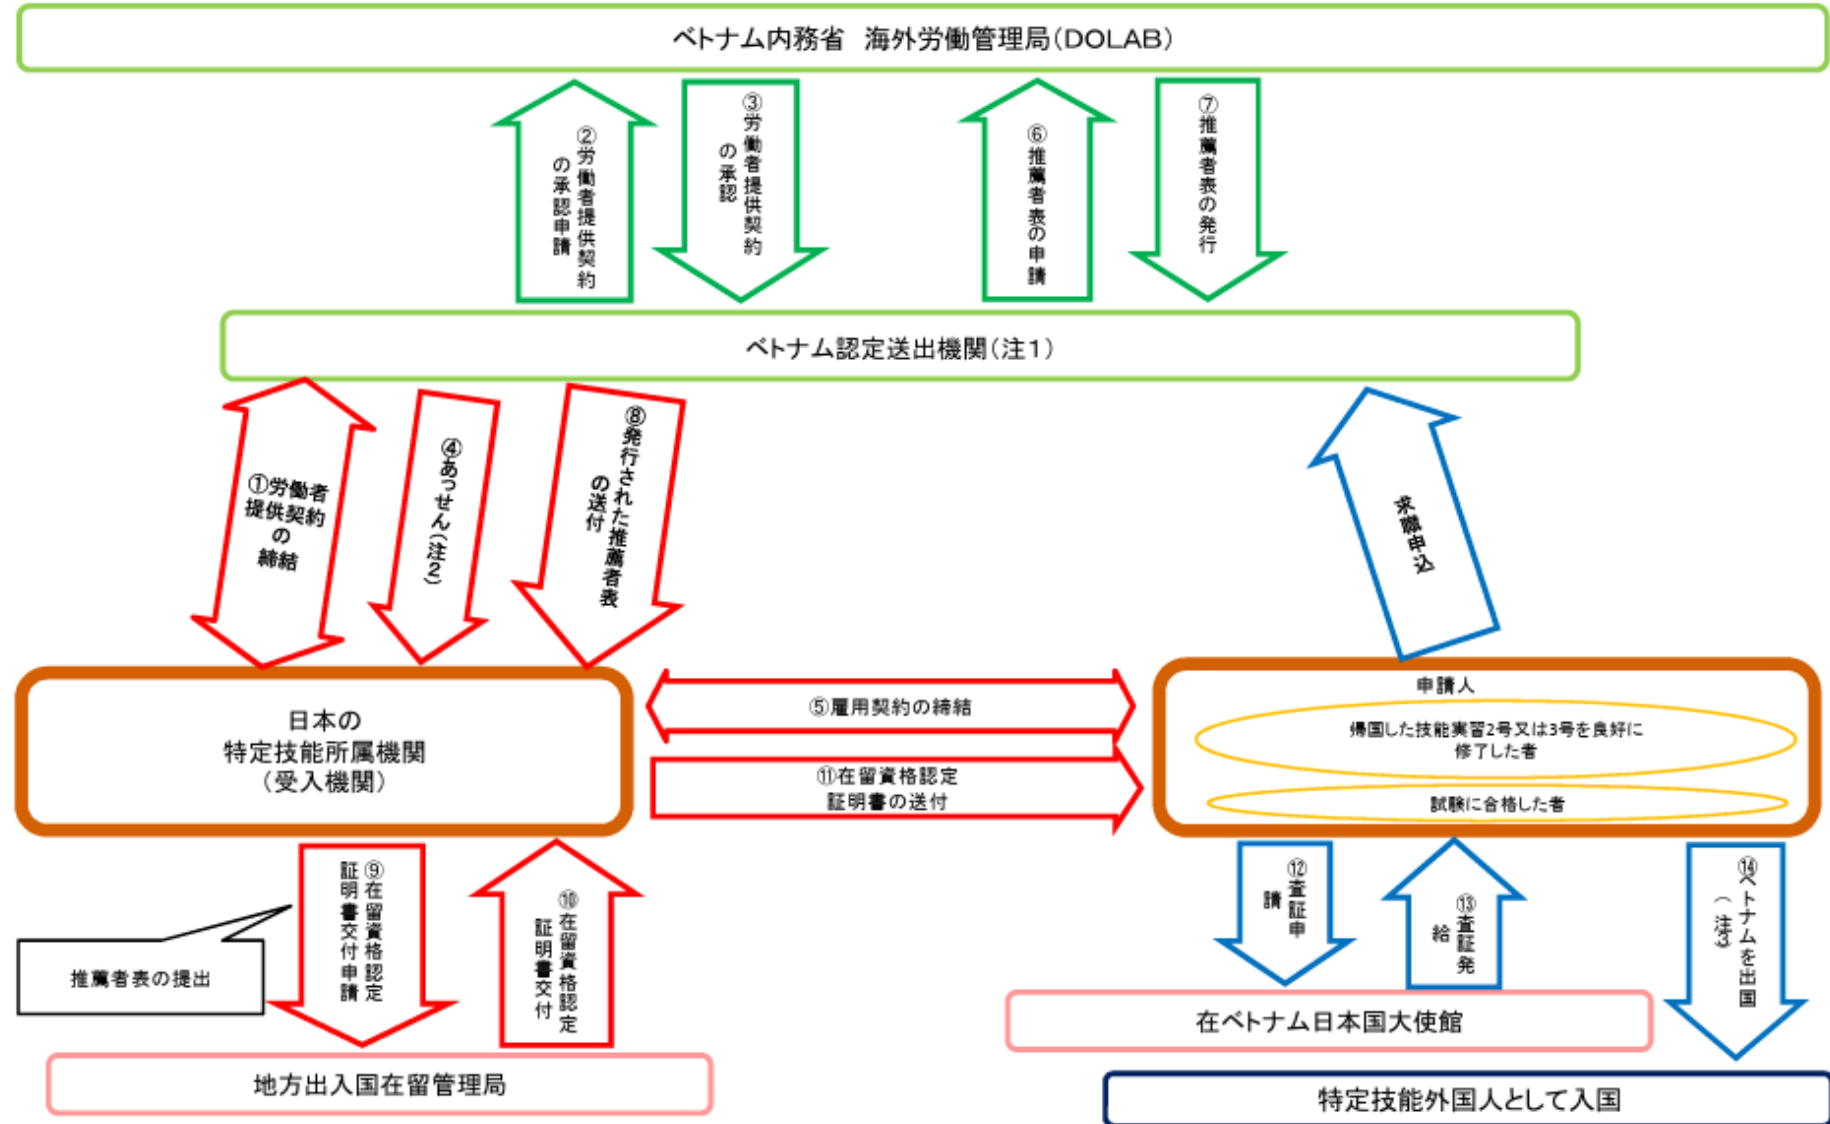 ベトナム内務省　海外労働管理局(DOLAB)
②労働者提供契約
の承認申請
③労働者提供契約
の承認
⑥推薦者表の申請
⑦推薦者表の発行
ベトナム認定送出機関(注1)
①労働者
提供契約
の
締結
④あっせん(注2)
⑧発行された推薦者表
の送付
求職申込
日本の
特定技能所属機関
(受入機関)
⑤雇用契約の締結
⑪在留資格認定
証明書の送付
申請人
帰国した技能実習2号又は3号を良好に
修了した者
試験に合格した者
⑨在留資格認定
証明書交付申請
⑩在留資格認定
証明書交付
推薦者表の提出
⑫査証申
請
⑬査証発
給
⑭ベトナムを出国
(注3)
在ベトナム日本国大使館
地方出入国在留管理局
特定技能外国人として入国